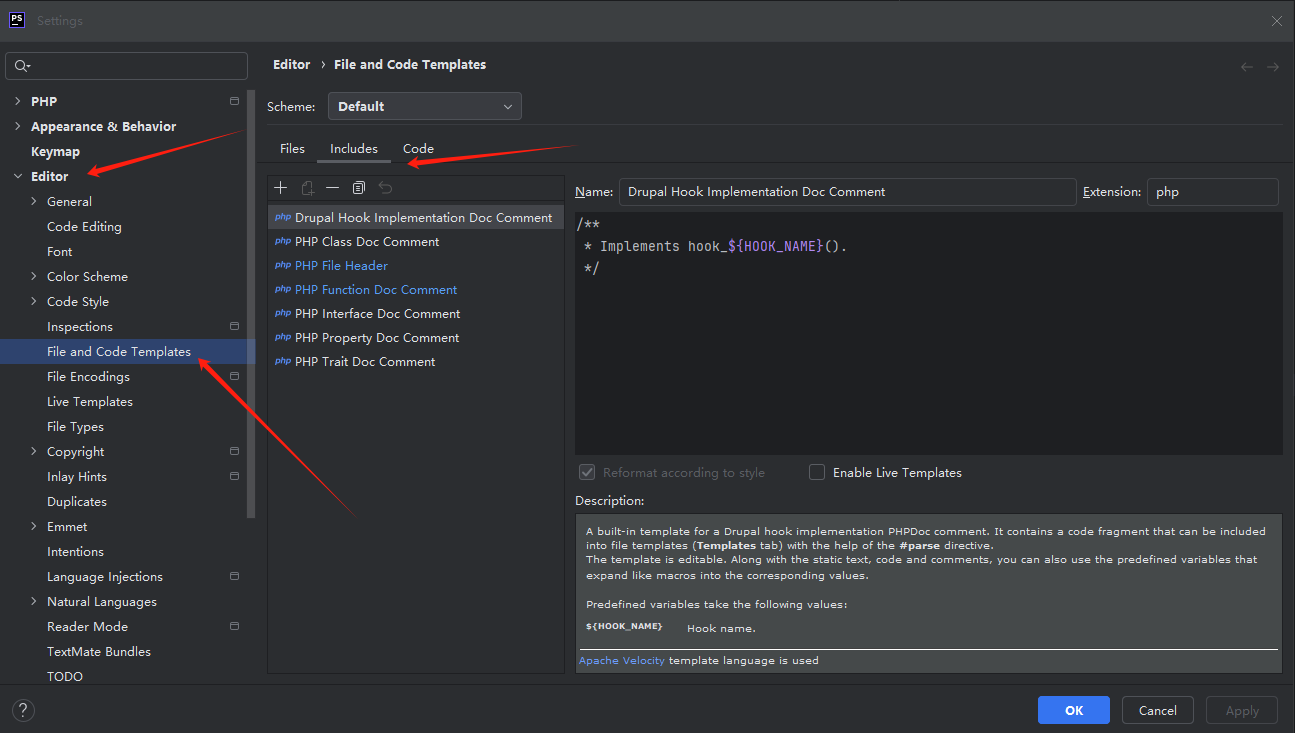 PS Settings
Editor › File and Code Templates
Scheme: Default
PHP
Appearance & Behavior
Keymap
Editor
General
Code Editing
Font
Color Scheme
Code Style
Inspections
File and Code Templates
File Encodings
Live Templates
File Types
Copyright
Inlay Hints
Duplicates
Emmet
Intentions
Language Injections
Natural Languages
Reader Mode
TextMate Bundles
TODO
Files Includes Code
php Drupal Hook Implementation Doc Comment
php PHP Class Doc Comment
php PHP File Header
php PHP Function Doc Comment
php PHP Interface Doc Comment
php PHP Property Doc Comment
php PHP Trait Doc Comment
Name: Drupal Hook Implementation Doc Comment Extension: php
/**
* Implements hook_${HOOK_NAME}().
*/
Reformat according to style Enable Live Templates
Description:
A built-in template for a Drupal hook implementation PHPDoc comment. It contains a code fragment that can be included
into file templates (Templates tab) with the help of the #parse directive.
The template is editable. Along with the static text, code and comments, you can also use the predefined variables that
expand like macros into the corresponding values.
Predefined variables take the following values:
${HOOK_NAME} Hook name.
Apache Velocity template language is used
? OK Cancel Apply